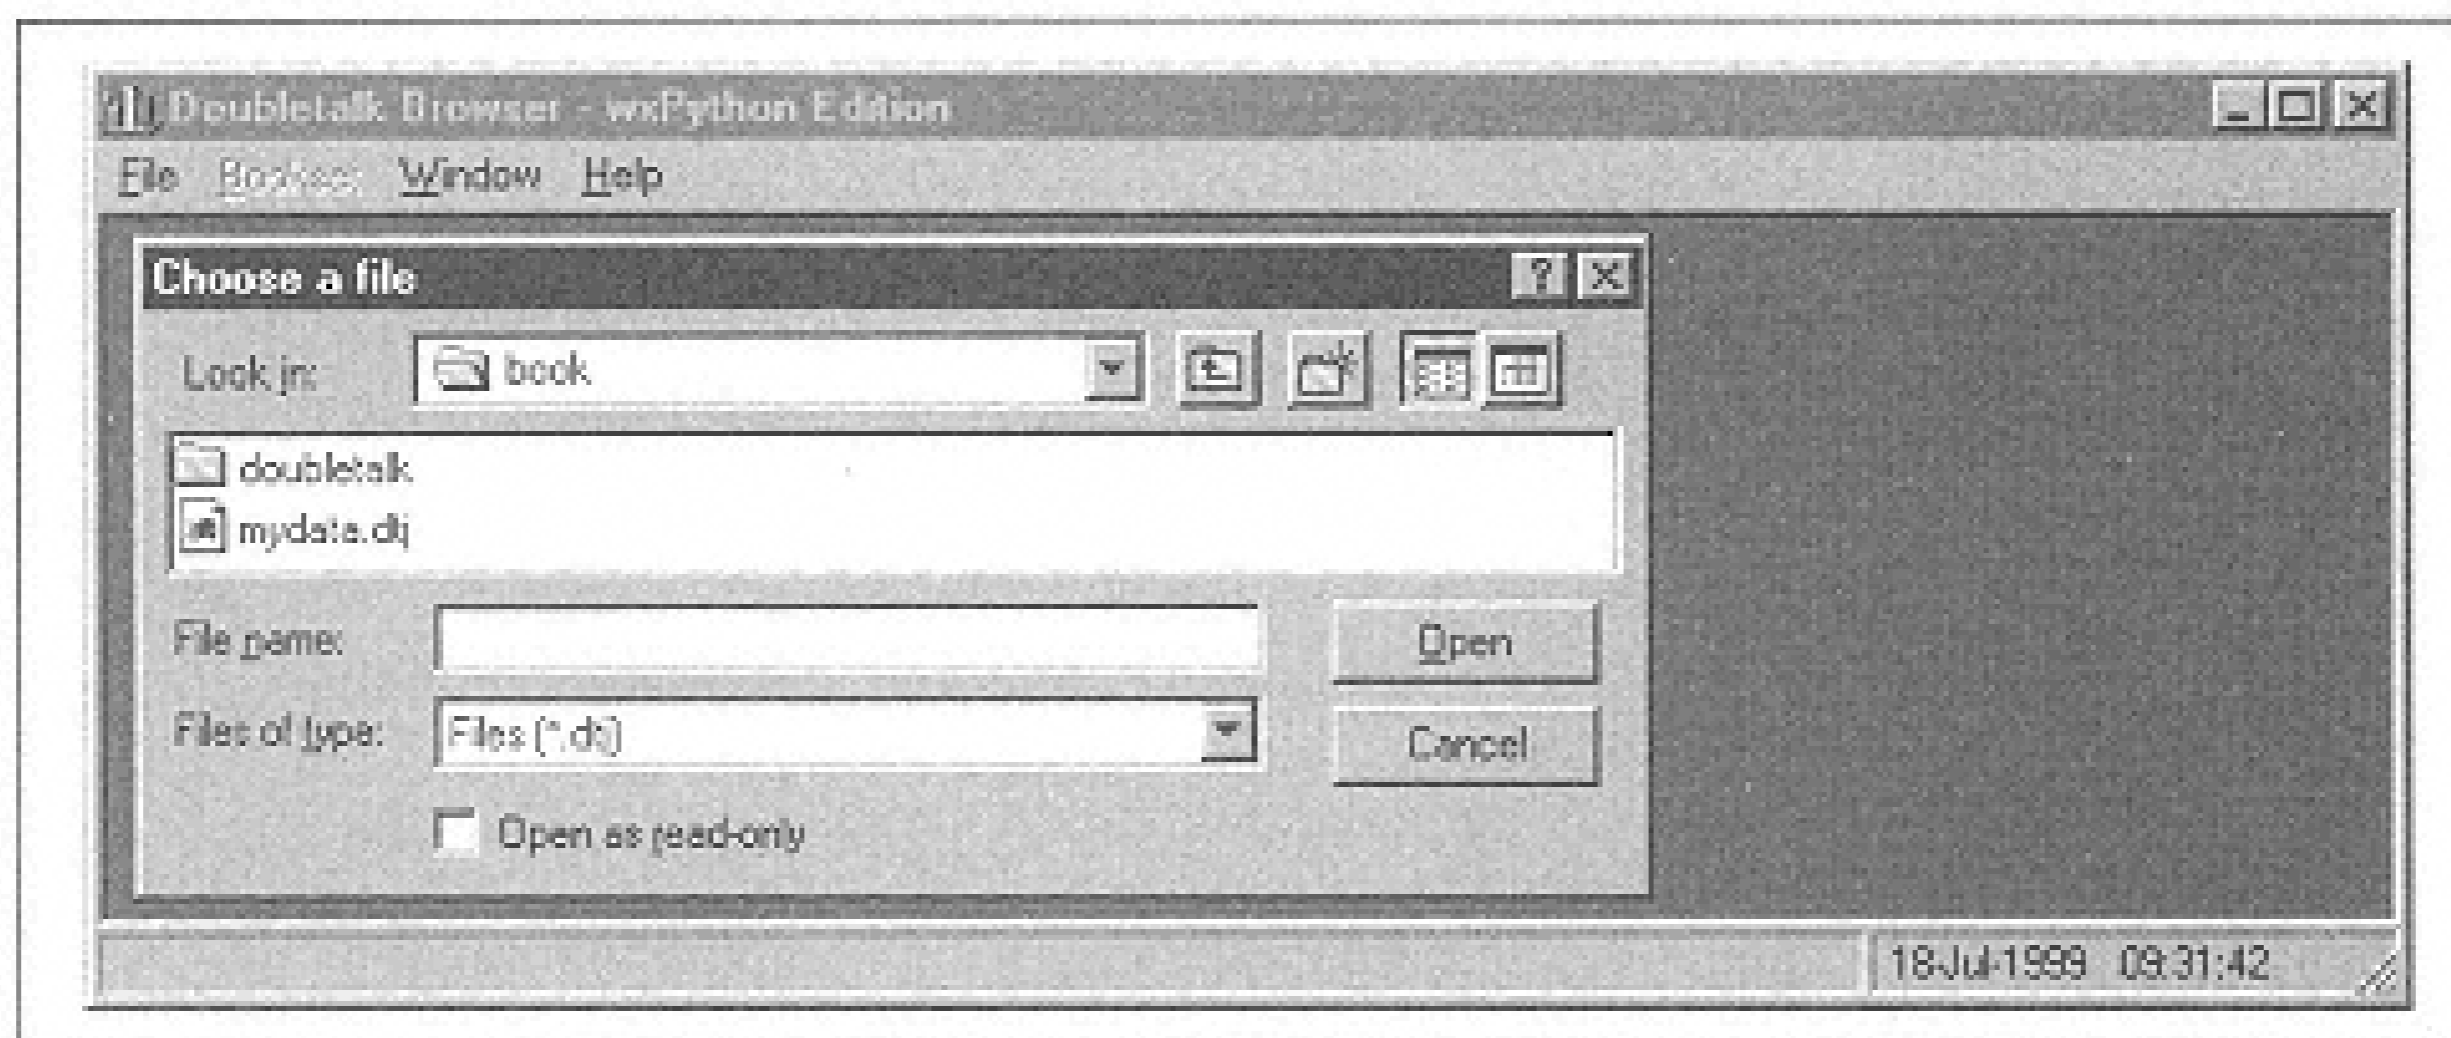 Doubletalk Browser - wxPython Edition
File Bookset Window Help
Choose a file
?
Look in: book
doubletalk
mydata.dtj
File name: Open
Files of type: Files (*.dtj) Cancel
Open as read-only
18-Jul-1999 09:31:42